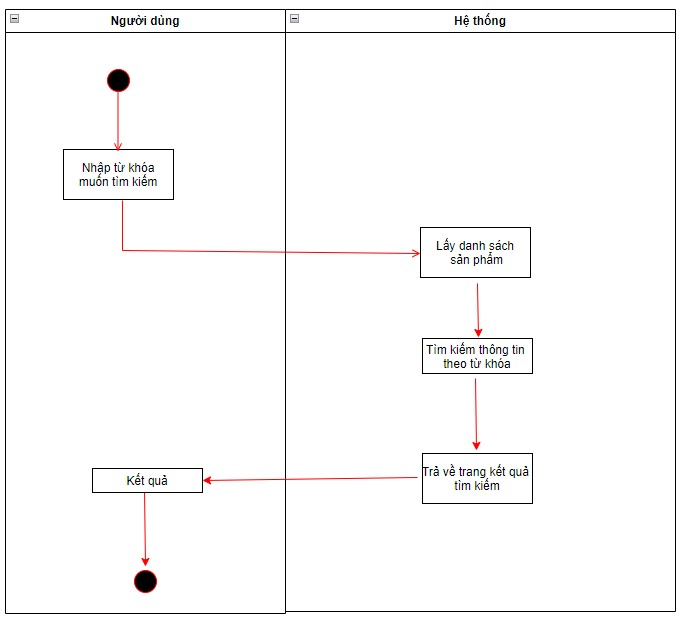 Người dùng
Hệ thống
Nhập từ khóa
muốn tìm kiếm
Lấy danh sách
sản phẩm
Tìm kiếm thông tin
theo từ khóa
Trả về trang kết quả
tìm kiếm
Kết quả